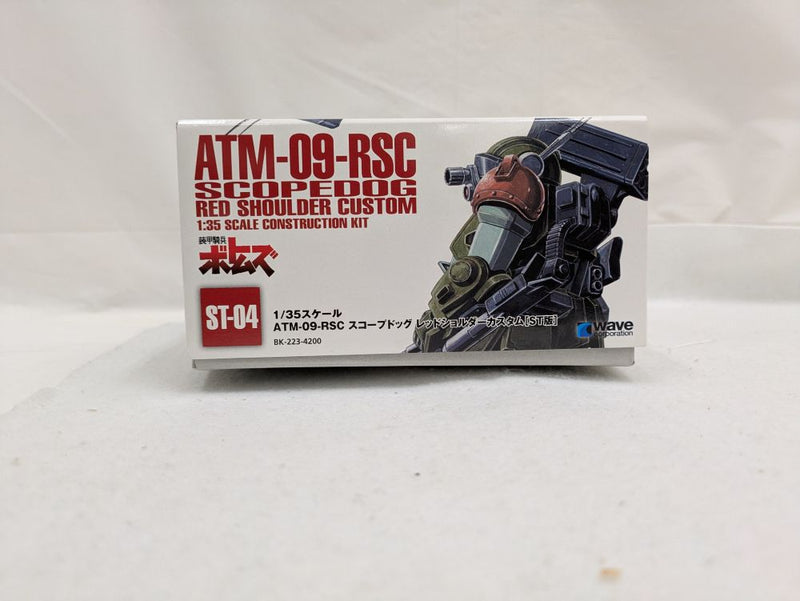 ATM-09-RSC
SCOPEDOG
RED SHOULDER CUSTOM
1:35 SCALE CONSTRUCTION KIT
装甲騎兵
ボトムズ
ST-04
1/35スケール
ATM-09-RSC スコープドッグ レッドショルダーカスタム[ST版]
BK-223-4200
wave
corporation